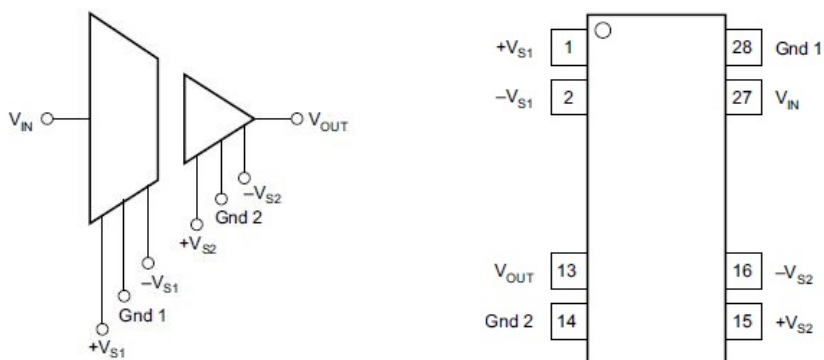 V_IN
V_OUT
–V_S2
Gnd 2
+V_S2
–V_S1
Gnd 1
+V_S1
+V_S1 1 28 Gnd 1
–V_S1 2 27 V_IN
V_OUT 13 16 –V_S2
Gnd 2 14 15 +V_S2